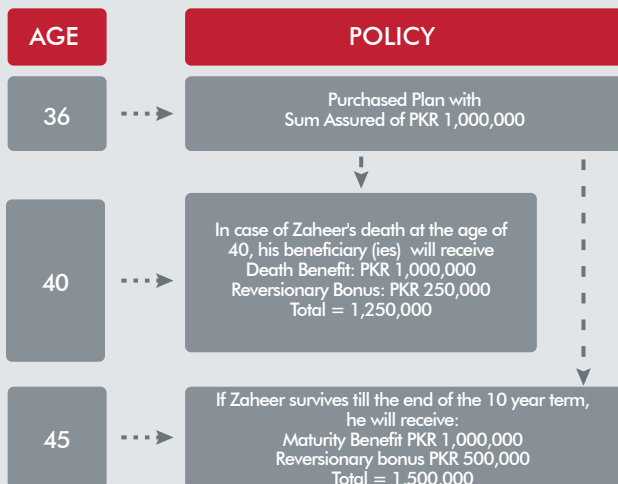 AGE
POLICY
36
Purchased Plan with
Sum Assured of PKR 1,000,000
40
In case of Zaheer's death at the age of
40, his beneficiary (ies) will receive
Death Benefit: PKR 1,000,000
Reversionary Bonus: PKR 250,000
Total = 1,250,000
45
If Zaheer survives till the end of the 10 year term,
he will receive:
Maturity Benefit PKR 1,000,000
Reversionary bonus PKR 500,000
Total = 1,500,000